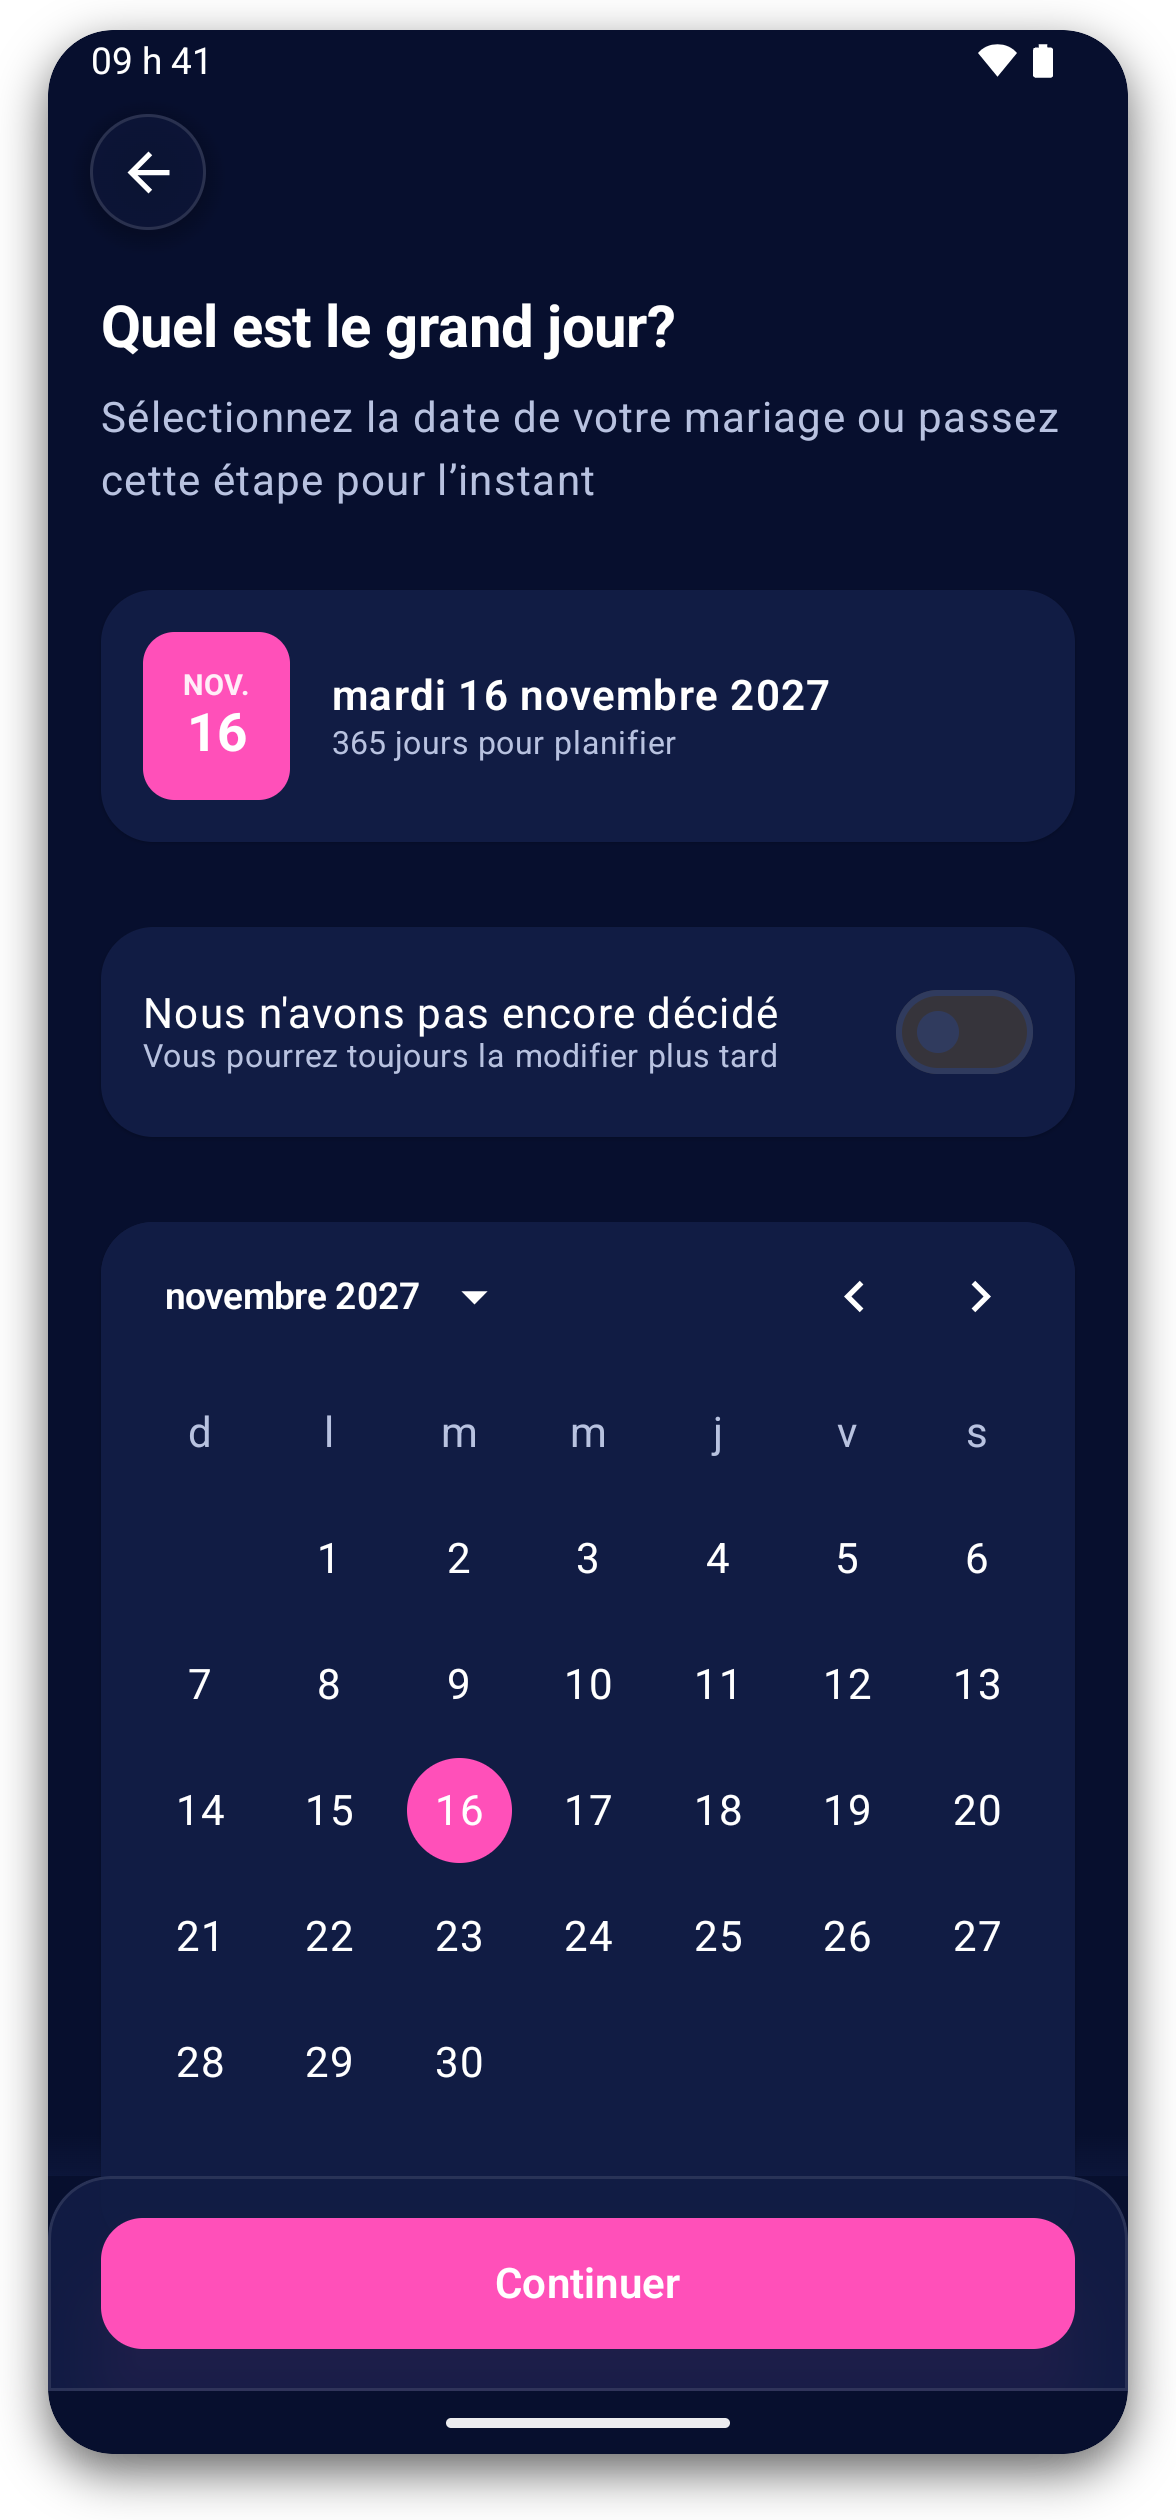 09 h 41
Quel est le grand jour?
Sélectionnez la date de votre mariage ou passez
cette étape pour l’instant
NOV.
16
mardi 16 novembre 2027
365 jours pour planifier
Nous n'avons pas encore décidé
Vous pourrez toujours la modifier plus tard
novembre 2027
d l m m j v s
1 2 3 4 5 6
7 8 9 10 11 12 13
14 15 16 17 18 19 20
21 22 23 24 25 26 27
28 29 30
Continuer